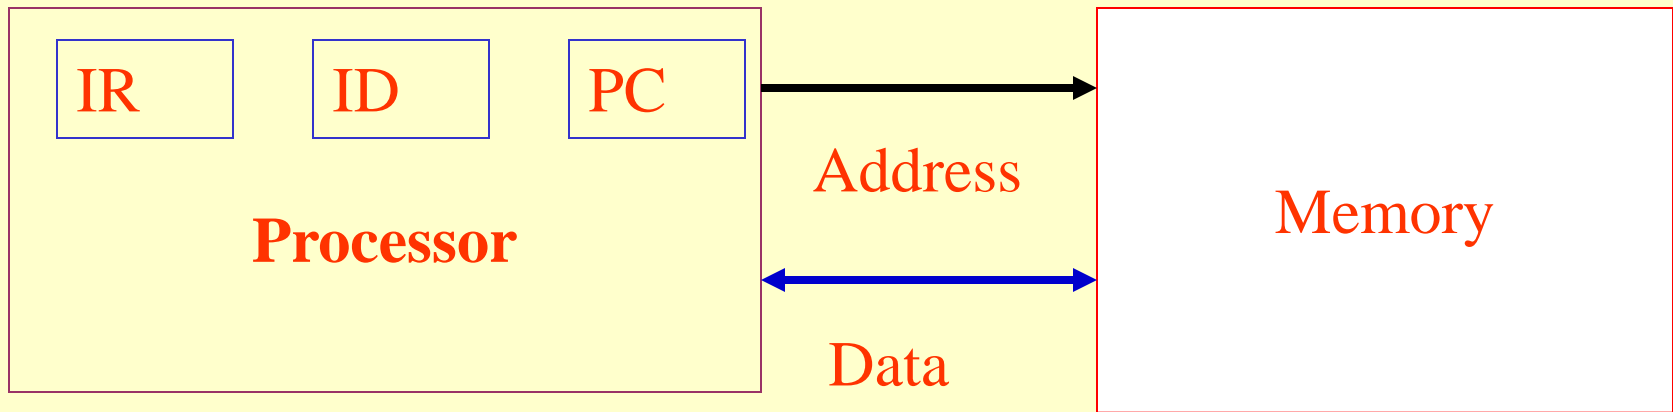 IR
ID
PC
Address
Processor
Memory
Data